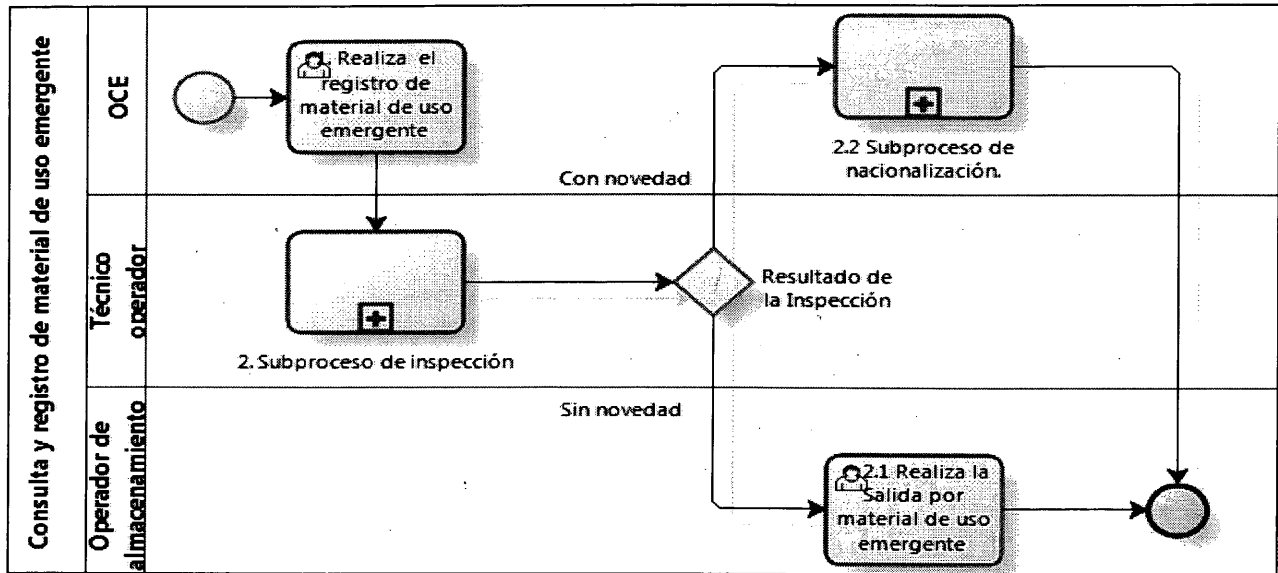 Consulta y registro de material de uso emergente
OCE
1. Realiza el
registro de
material de uso
emergente
2.2 Subproceso de
nacionalización.
Con novedad
Técnico
operador
2. Subproceso de inspección
Resultado de
la Inspección
Operador de
almacenamiento
Sin novedad
2.1 Realiza la
Salida por
material de uso
emergente